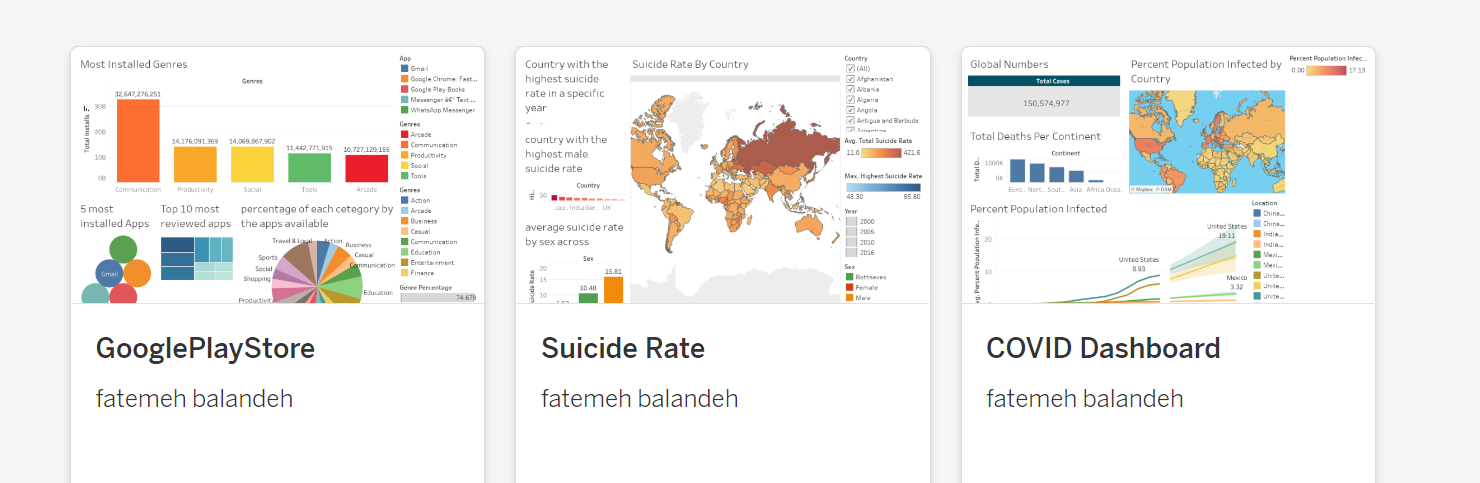 Most Installed Genres
Genres
32,647,276,251
14,176,091,369
14,069,867,902
11,442,771,915
10,727,129,155
30B
20B
10B
0B
Total Installs
Communication
Productivity
Social
Tools
Arcade
App
Gmail
Google Chrome: Fast...
Google Play Books
Messenger â€“ Text ...
WhatsApp Messenger
Genres
Arcade
Communication
Productivity
Social
Tools
Genres
Action
Arcade
Business
Casual
Communication
Education
Entertainment
Finance
Genre Percentage
74.679
5 most
installed Apps
Gmail
Top 10 most
reviewed apps
percentage of each cetegory by
the apps available
Travel & Local
Action
Business
Casual
Communication
Education
Sports
Social
Shopping
Productivity
GooglePlayStore
fatemeh balandeh
Country with the
highest suicide
rate in a specific
year
country with the
highest male
suicide rate
Country
50
Jap..
India
Ger..
UK
average suicide rate
by sex across
Sex
20
15
10
10.48
15.81
Suicide Rate By Country
Country
(All)
Afghanistan
Albania
Algeria
Angola
Antigua and Barbuda
Argentina
Avg. Total Suicide Rate
11.0
421.6
Max. Highest Suicide Rate
48.30
85.80
Year
2000
2005
2010
2016
Sex
Bothsexes
Female
Male
Suicide Rate
fatemeh balandeh
Global Numbers
Total Cases
150,574,977
Total Deaths Per Continent
Continent
1000K
0K
Total D..
Euro..
Nort..
Sout..
Asia
Africa
Ocea..
Percent Population Infected by
Country
© Mapbox © OSM
Percent Population Infec...
0.00
17.13
Percent Population Infected
20
10
United States
8.93
United States
19.11
Mexico
3.32
Location
China...
China...
India...
India...
Mexi...
Mexi...
Unite...
Unite...
Unite...
COVID Dashboard
fatemeh balandeh